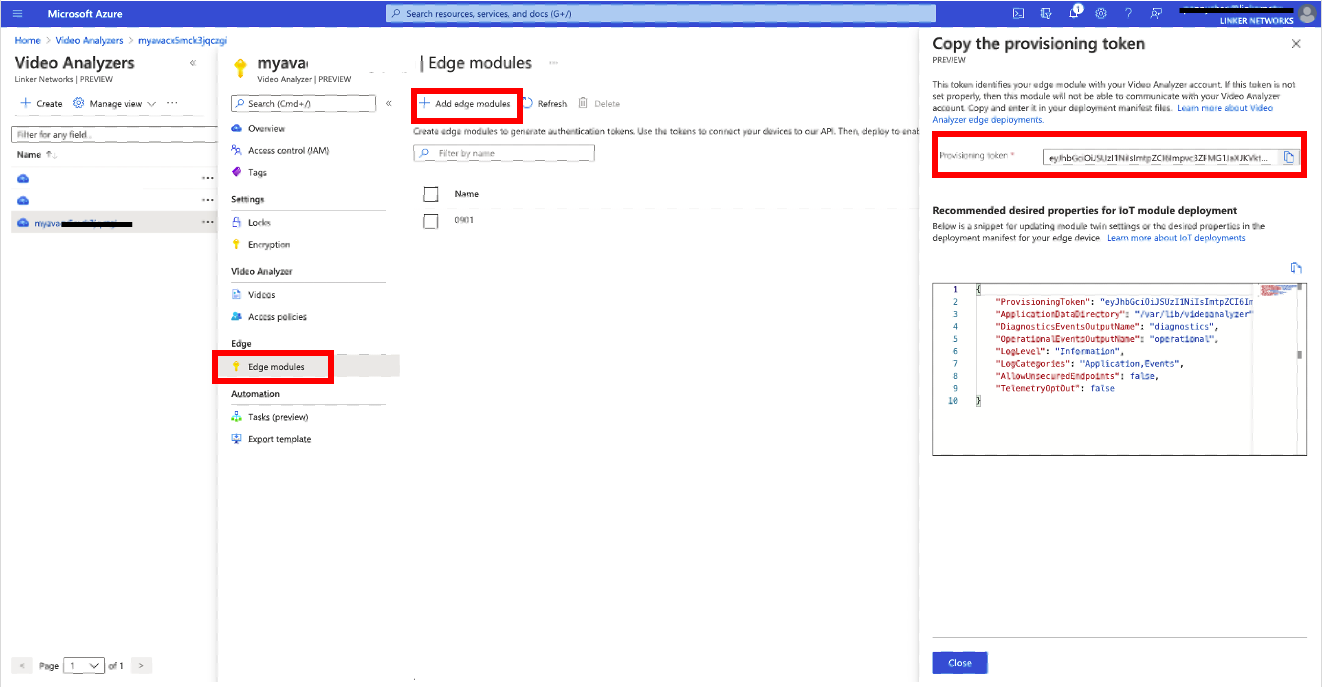 Microsoft Azure
Search resources, services, and docs (G+/)
1
LINKER NETWORKS
Home > Video Analyzers > myavacx5mck3jqczgi
Video Analyzers
Linker Networks | PREVIEW
Create
Manage view
Filter for any field..
Name
myava
Page 1 of 1
myava
Video Analyzer | PREVIEW
Search (Cmd+/)
Overview
Access control (IAM)
Tags
Settings
Locks
Encryption
Video Analyzer
Videos
Access policies
Edge
Edge modules
Automation
Tasks (preview)
Export template
| Edge modules
Add edge modules
Refresh
Delete
Create edge modules to generate authentication tokens. Use the tokens to connect your devices to our API. Then, deploy to enab
Filter by name
Name
0901
Copy the provisioning token
PREVIEW
This token identifies your edge module with your Video Analyzer account. If this token is not
set properly, then this module will not be able to communicate with your Video Analyzer
account. Copy and enter it in your deployment manifest files. Learn more about Video
Analyzer edge deployments.
Provisioning token *
Recommended desired properties for IoT module deployment
Below is a snippet for updating module twin settings or the desired properties in the
deployment manifest for your edge device Learn more about IoT deployments
1 {
2 "ProvisioningToken": "eyJhbGciOiJSUzI1NiIsImtpZCI6Im
3 "ApplicationDataDirectory": "/var/lib/videoanalyzer"
4 "DiagnosticsEventsOutputName": "diagnostics",
5 "OperationalEventsOutputName": "operational",
6 "LogLevel": "Information",
7 "LogCategories": "Application,Events",
8 "AllowUnsecuredEndpoints": false,
9 "TelemetryOptOut": false
10 }
Close